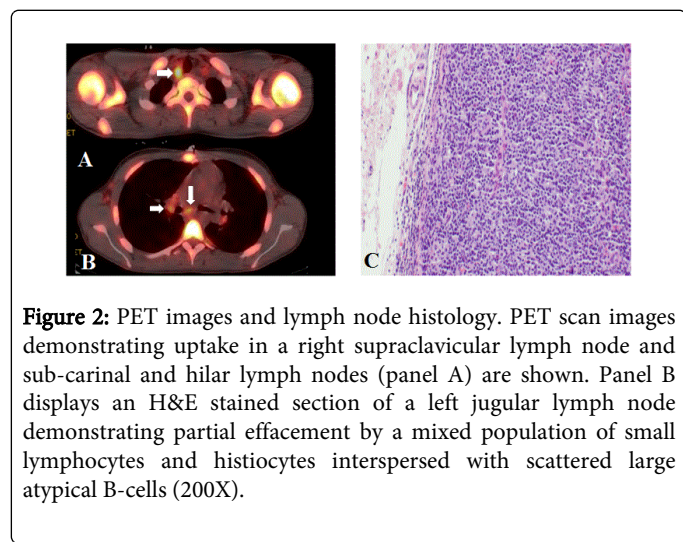 A
B
C
Figure 2: PET images and lymph node histology. PET scan images
demonstrating uptake in a right supraclavicular lymph node and
sub-carinal and hilar lymph nodes (panel A) are shown. Panel B
displays an H&E stained section of a left jugular lymph node
demonstrating partial effacement by a mixed population of small
lymphocytes and histiocytes interspersed with scattered large
atypical B-cells (200X).